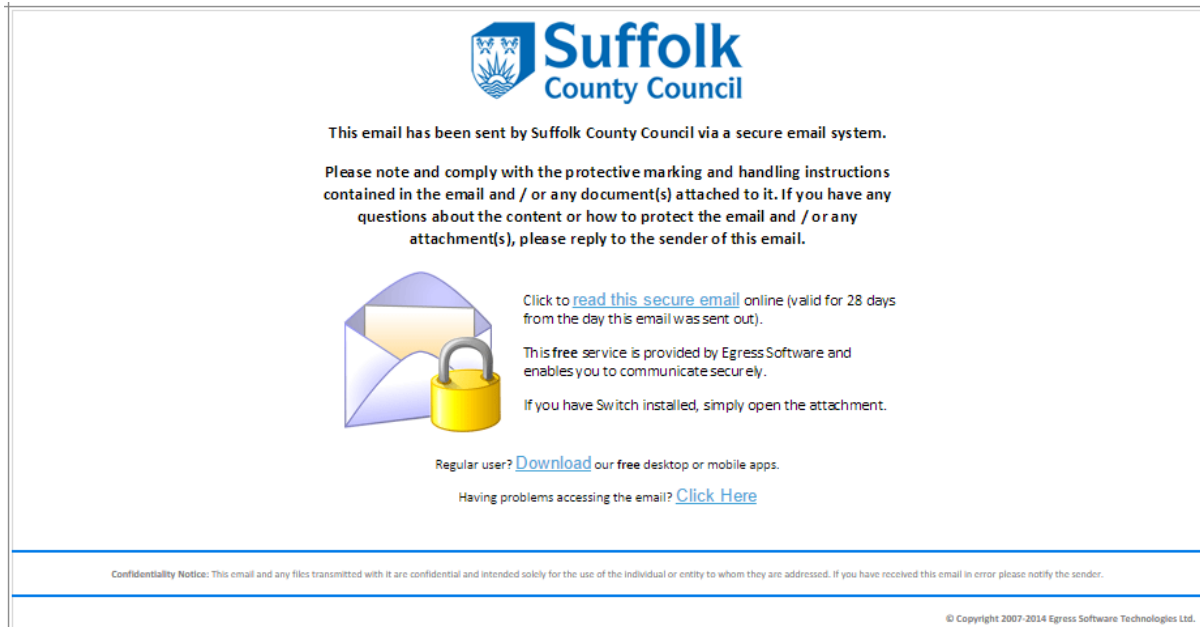 Suffolk
County Council
This email has been sent by Suffolk County Council via a secure email system.
Please note and comply with the protective marking and handling instructions
contained in the email and / or any document(s) attached to it. If you have any
questions about the content or how to protect the email and / or any
attachment(s), please reply to the sender of this email.
Click to read this secure email online (valid for 28 days
from the day this email was sent out).
This free service is provided by Egress Software and
enables you to communicate securely.
If you have Switch installed, simply open the attachment.
Regular user? Download our free desktop or mobile apps.
Having problems accessing the email? Click Here
Confidentiality Notice: This email and any files transmitted with it are confidential and intended solely for the use of the individual or entity to whom they are addressed. If you have received this email in error please notify the sender.
© Copyright 2007-2014 Egress Software Technologies Ltd.